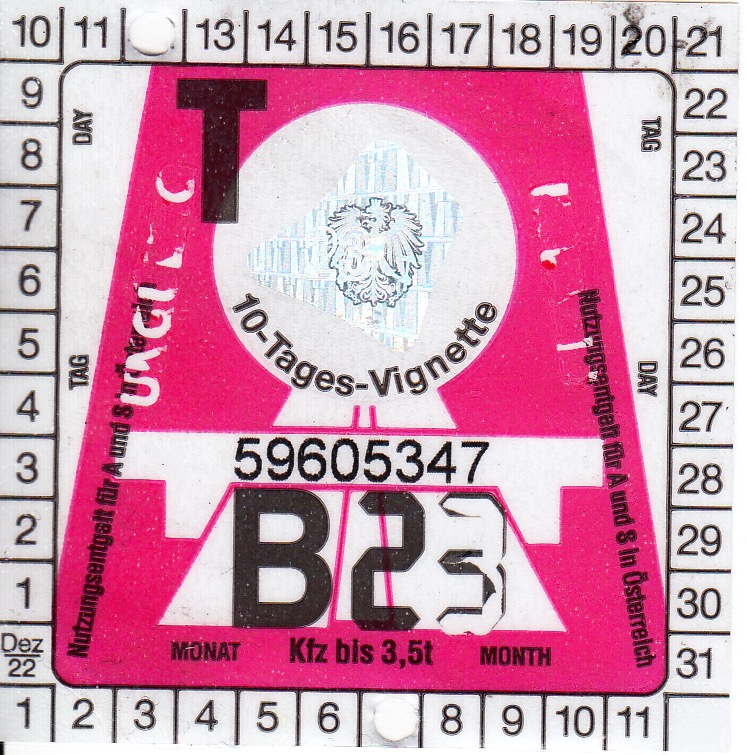 10 11 13 14 15 16 17 18 19 20 21
9
8
7
6
5
4
3
2
1
Dez
22
DAY
TAG
T
TAG
DAY
22
23
24
25
26
27
28
29
30
31
10-Tages-Vignette
Nutzungsentgelt für A und S
Nutzungsentgelt für A und S in Österreich
59605347
B23
MONAT Kfz bis 3,5t MONTH
1 2 3 4 5 6 8 9 10 11